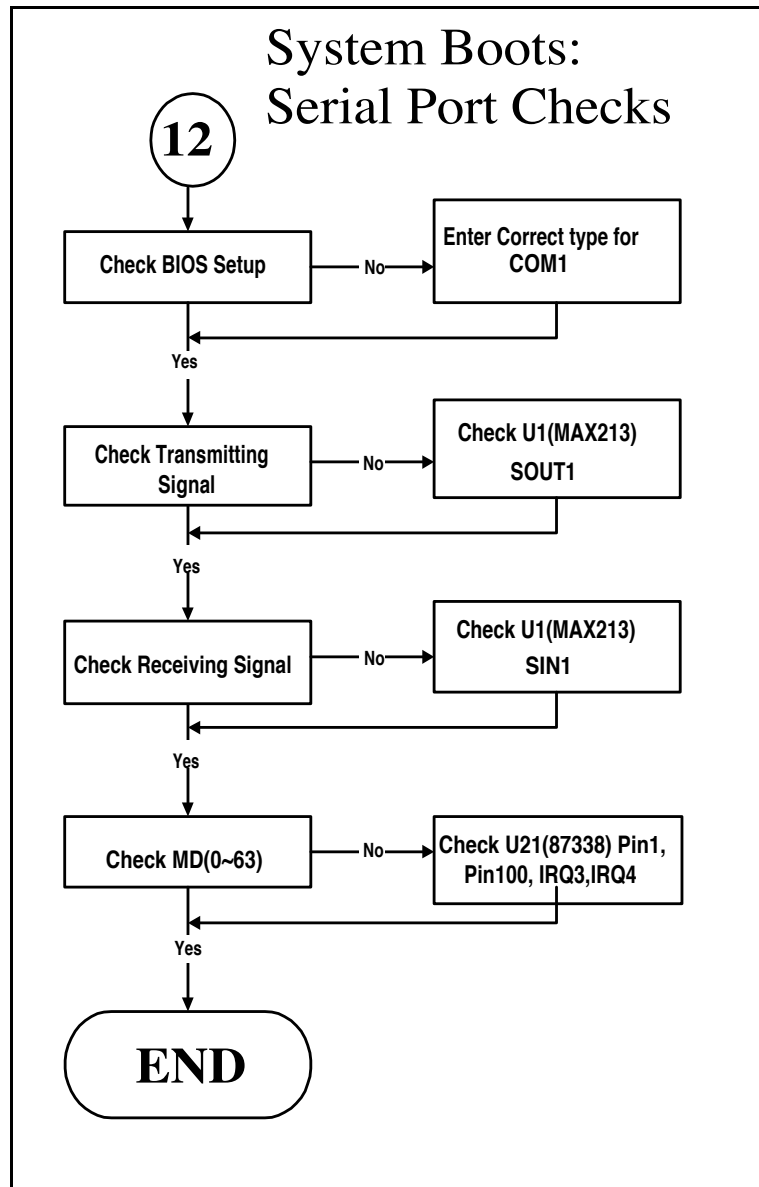 System Boots:
Serial Port Checks
12
Check BIOS Setup
No
Enter Correct type for
COM1
Yes
Check Transmitting
Signal
No
Check U1(MAX213)
SOUT1
Yes
Check Receiving Signal
No
Check U1(MAX213)
SIN1
Yes
Check MD(0~63)
No
Check U21(87338) Pin1,
Pin100, IRQ3,IRQ4
Yes
END